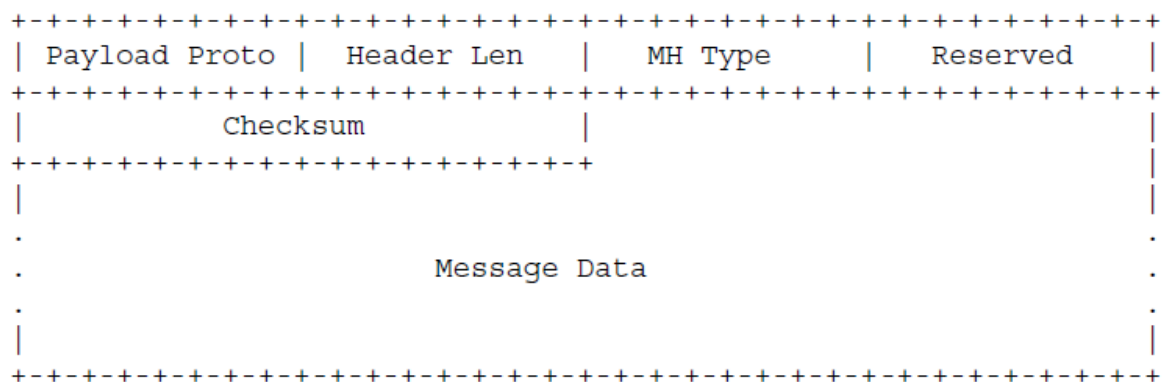 +-+-+-+-+-+-+-+-+-+-+-+-+-+-+-+-+-+-+-+-+-+-+-+-+-+-+-+-+-+-+-+-+
| Payload Proto |  Header Len   |   MH Type     |   Reserved    |
+-+-+-+-+-+-+-+-+-+-+-+-+-+-+-+-+-+-+-+-+-+-+-+-+-+-+-+-+-+-+-+-+
|           Checksum            |                               |
+-+-+-+-+-+-+-+-+-+-+-+-+-+-+-+-+                               |
|                                                               |
.                                                               .
.                       Message Data                            .
.                                                               .
|                                                               |
+-+-+-+-+-+-+-+-+-+-+-+-+-+-+-+-+-+-+-+-+-+-+-+-+-+-+-+-+-+-+-+-+